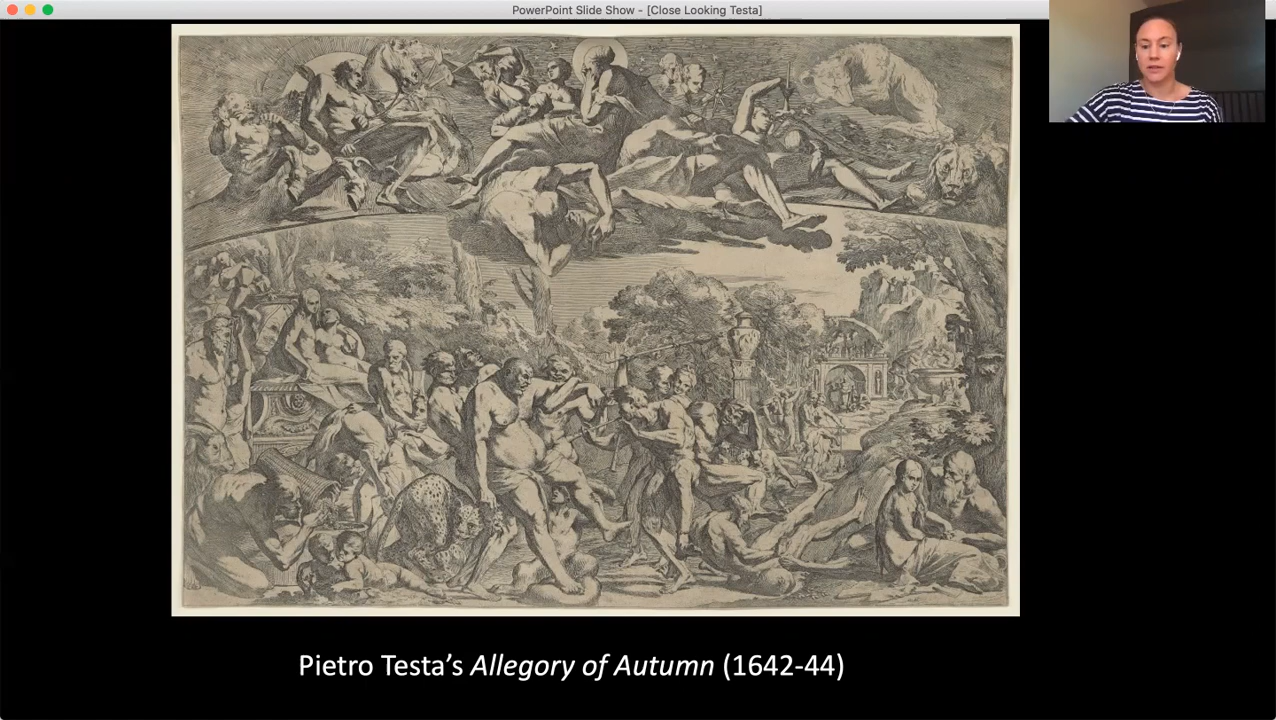 PowerPoint Slide Show - [Close Looking Testa]
Pietro Testa’s Allegory of Autumn (1642-44)